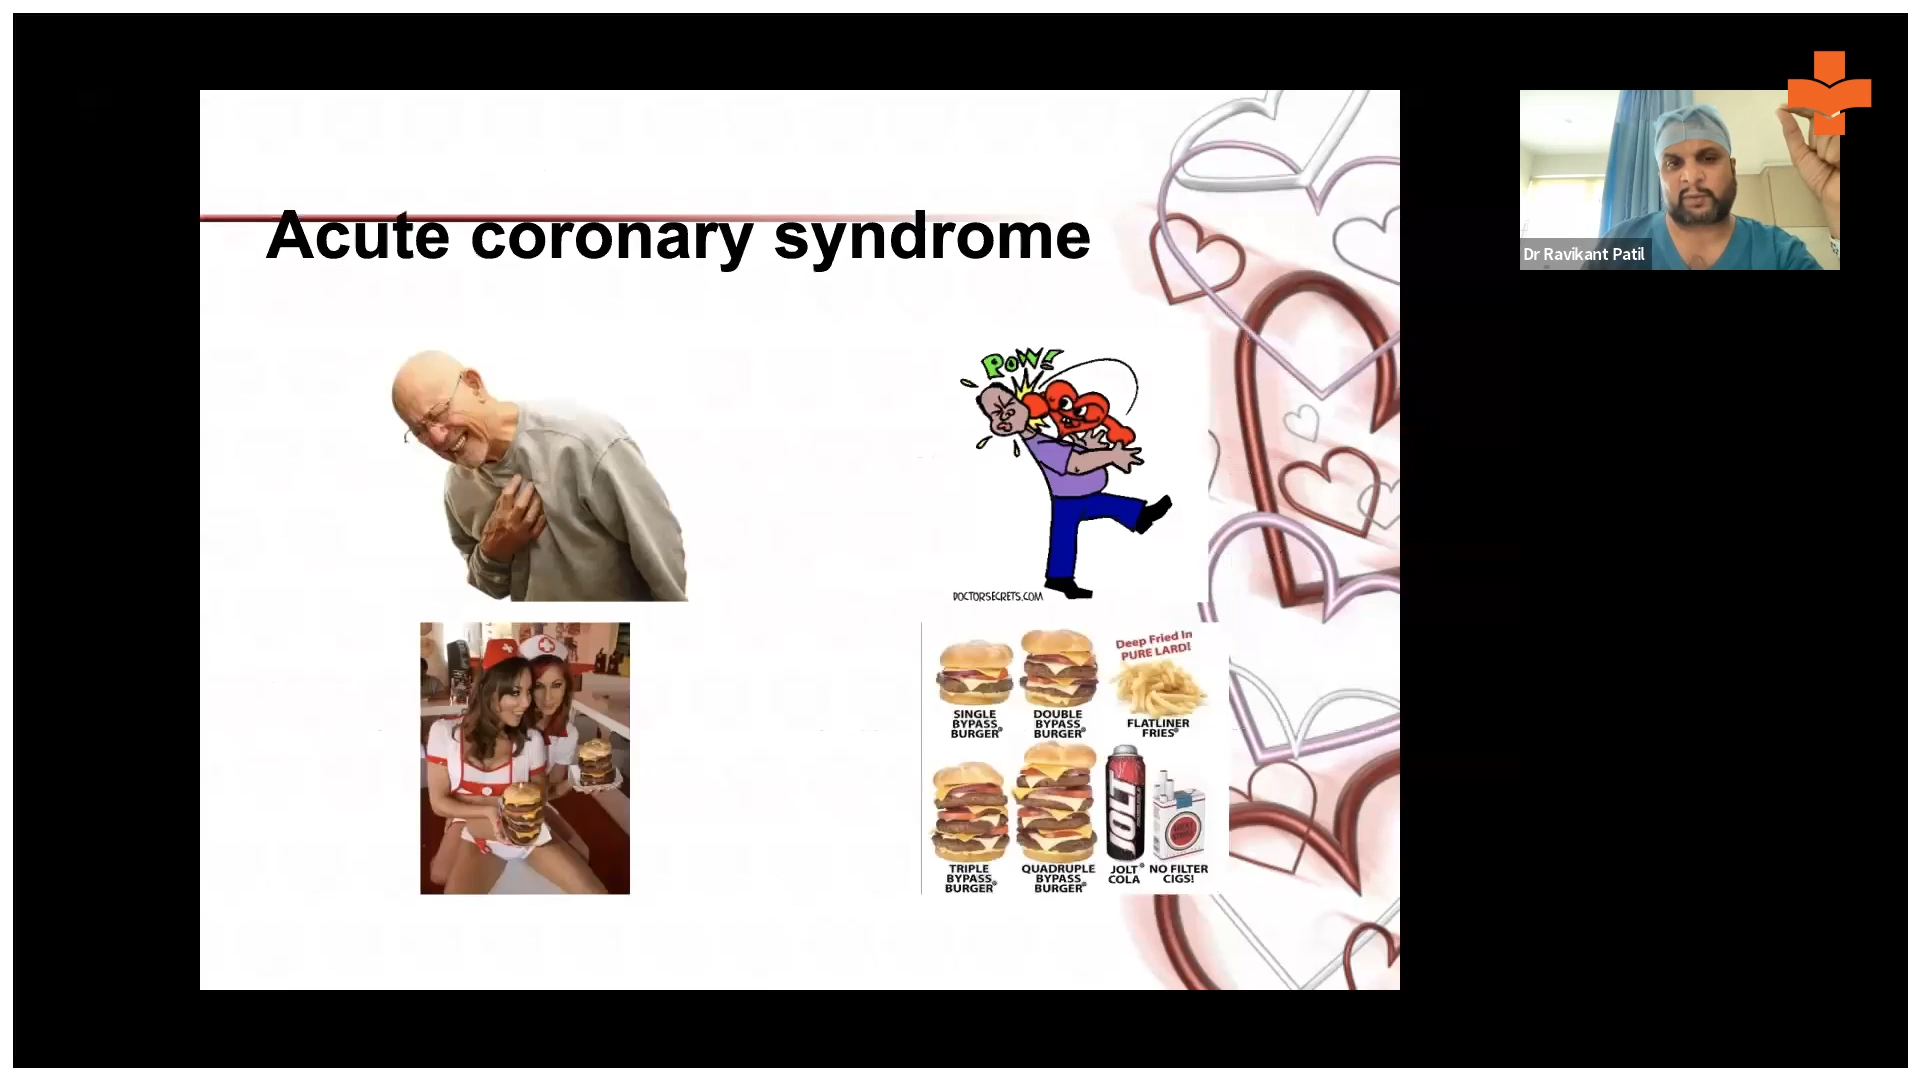 Acute coronary syndrome
Dr Ravikant Patil
POW!
DOCTORSECRETS.COM
Deep Fried In
PURE LARD!
SINGLE
BYPASS
BURGER®
DOUBLE
BYPASS
BURGER®
FLATLINER
FRIES®
JOLT
TRIPLE
BYPASS
BURGER®
QUADRUPLE
BYPASS
BURGER®
JOLT®
COLA
NO FILTER
CIGS!